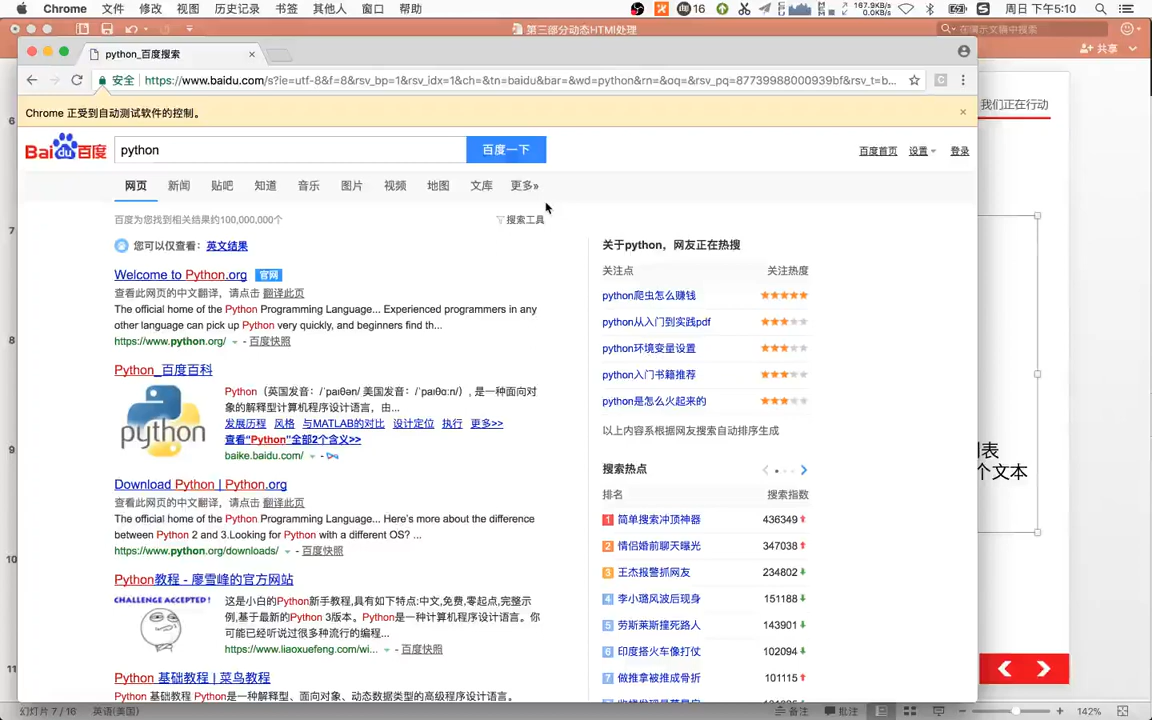 Chrome 文件 修改 视图 历史记录 书签 其他人 窗口 帮助
16 167.9KB/s 0.0KB/s 周日 下午5:10
第三部分动态HTMl处理
在演示文稿中搜索
共享
python_百度搜索
安全 https://www.baidu.com/s?ie=utf-8&f=8&rsv_bp=1&rsv_idx=1&ch=&tn=baidu&bar=&wd=python&rn=&oq=&rsv_pq=87739988000939bf&rsv_t=b...
我们正在行动
Chrome 正受到自动测试软件的控制。
Bai du 百度 python 百度一下
百度首页 设置 登录
网页 新闻 贴吧 知道 音乐 图片 视频 地图 文库 更多»
百度为您找到相关结果约100,000,000个 搜索工具
您可以仅查看：英文结果
Welcome to Python.org 官网
查看此网页的中文翻译，请点击 翻译此页
The official home of the Python Programming Language... Experienced programmers in any
other language can pick up Python very quickly, and beginners find th...
https://www.python.org/ - 百度快照
Python_百度百科
python
Python（英国发音：/ˈpaɪθən/ 美国发音：/ˈpaɪθɑːn/）, 是一种面向对
象的解释型计算机程序设计语言，由...
发展历程 风格 与MATLAB的对比 设计定位 执行 更多>>
查看"Python"全部2个含义>>
baike.baidu.com/
Download Python | Python.org
查看此网页的中文翻译，请点击 翻译此页
The official home of the Python Programming Language... Here's more about the difference
between Python 2 and 3.Looking for Python with a different OS? ...
https://www.python.org/downloads/ - 百度快照
Python教程 - 廖雪峰的官方网站
CHALLENGE ACCEPTED!
这是小白的Python新手教程,具有如下特点:中文,免费,零起点,完整示
例,基于最新的Python 3版本。Python是一种计算机程序设计语言。你
可能已经听说过很多种流行的编程...
https://www.liaoxuefeng.com/wi... - 百度快照
Python 基础教程 | 菜鸟教程
Python 基础教程 Python是一种解释型、面向对象、动态数据类型的高级程序设计语言。
关于python，网友正在热搜
关注点 关注热度
python爬虫怎么赚钱
python从入门到实践pdf
python环境变量设置
python入门书籍推荐
python是怎么火起来的
以上内容系根据网友搜索自动排序生成
搜索热点
排名 搜索指数
1 简单搜索冲顶神器 436349
2 情侣婚前聊天曝光 347038
3 王杰报警抓网友 234802
4 李小璐风波后现身 151188
5 劳斯莱斯撞死路人 143901
6 印度搭火车像打仗 102094
7 做推拿被推成骨折 101115
列表
个文本
6
7
8
9
10
11
幻灯片 7 / 16 英语(美国) 备注 批注 142%